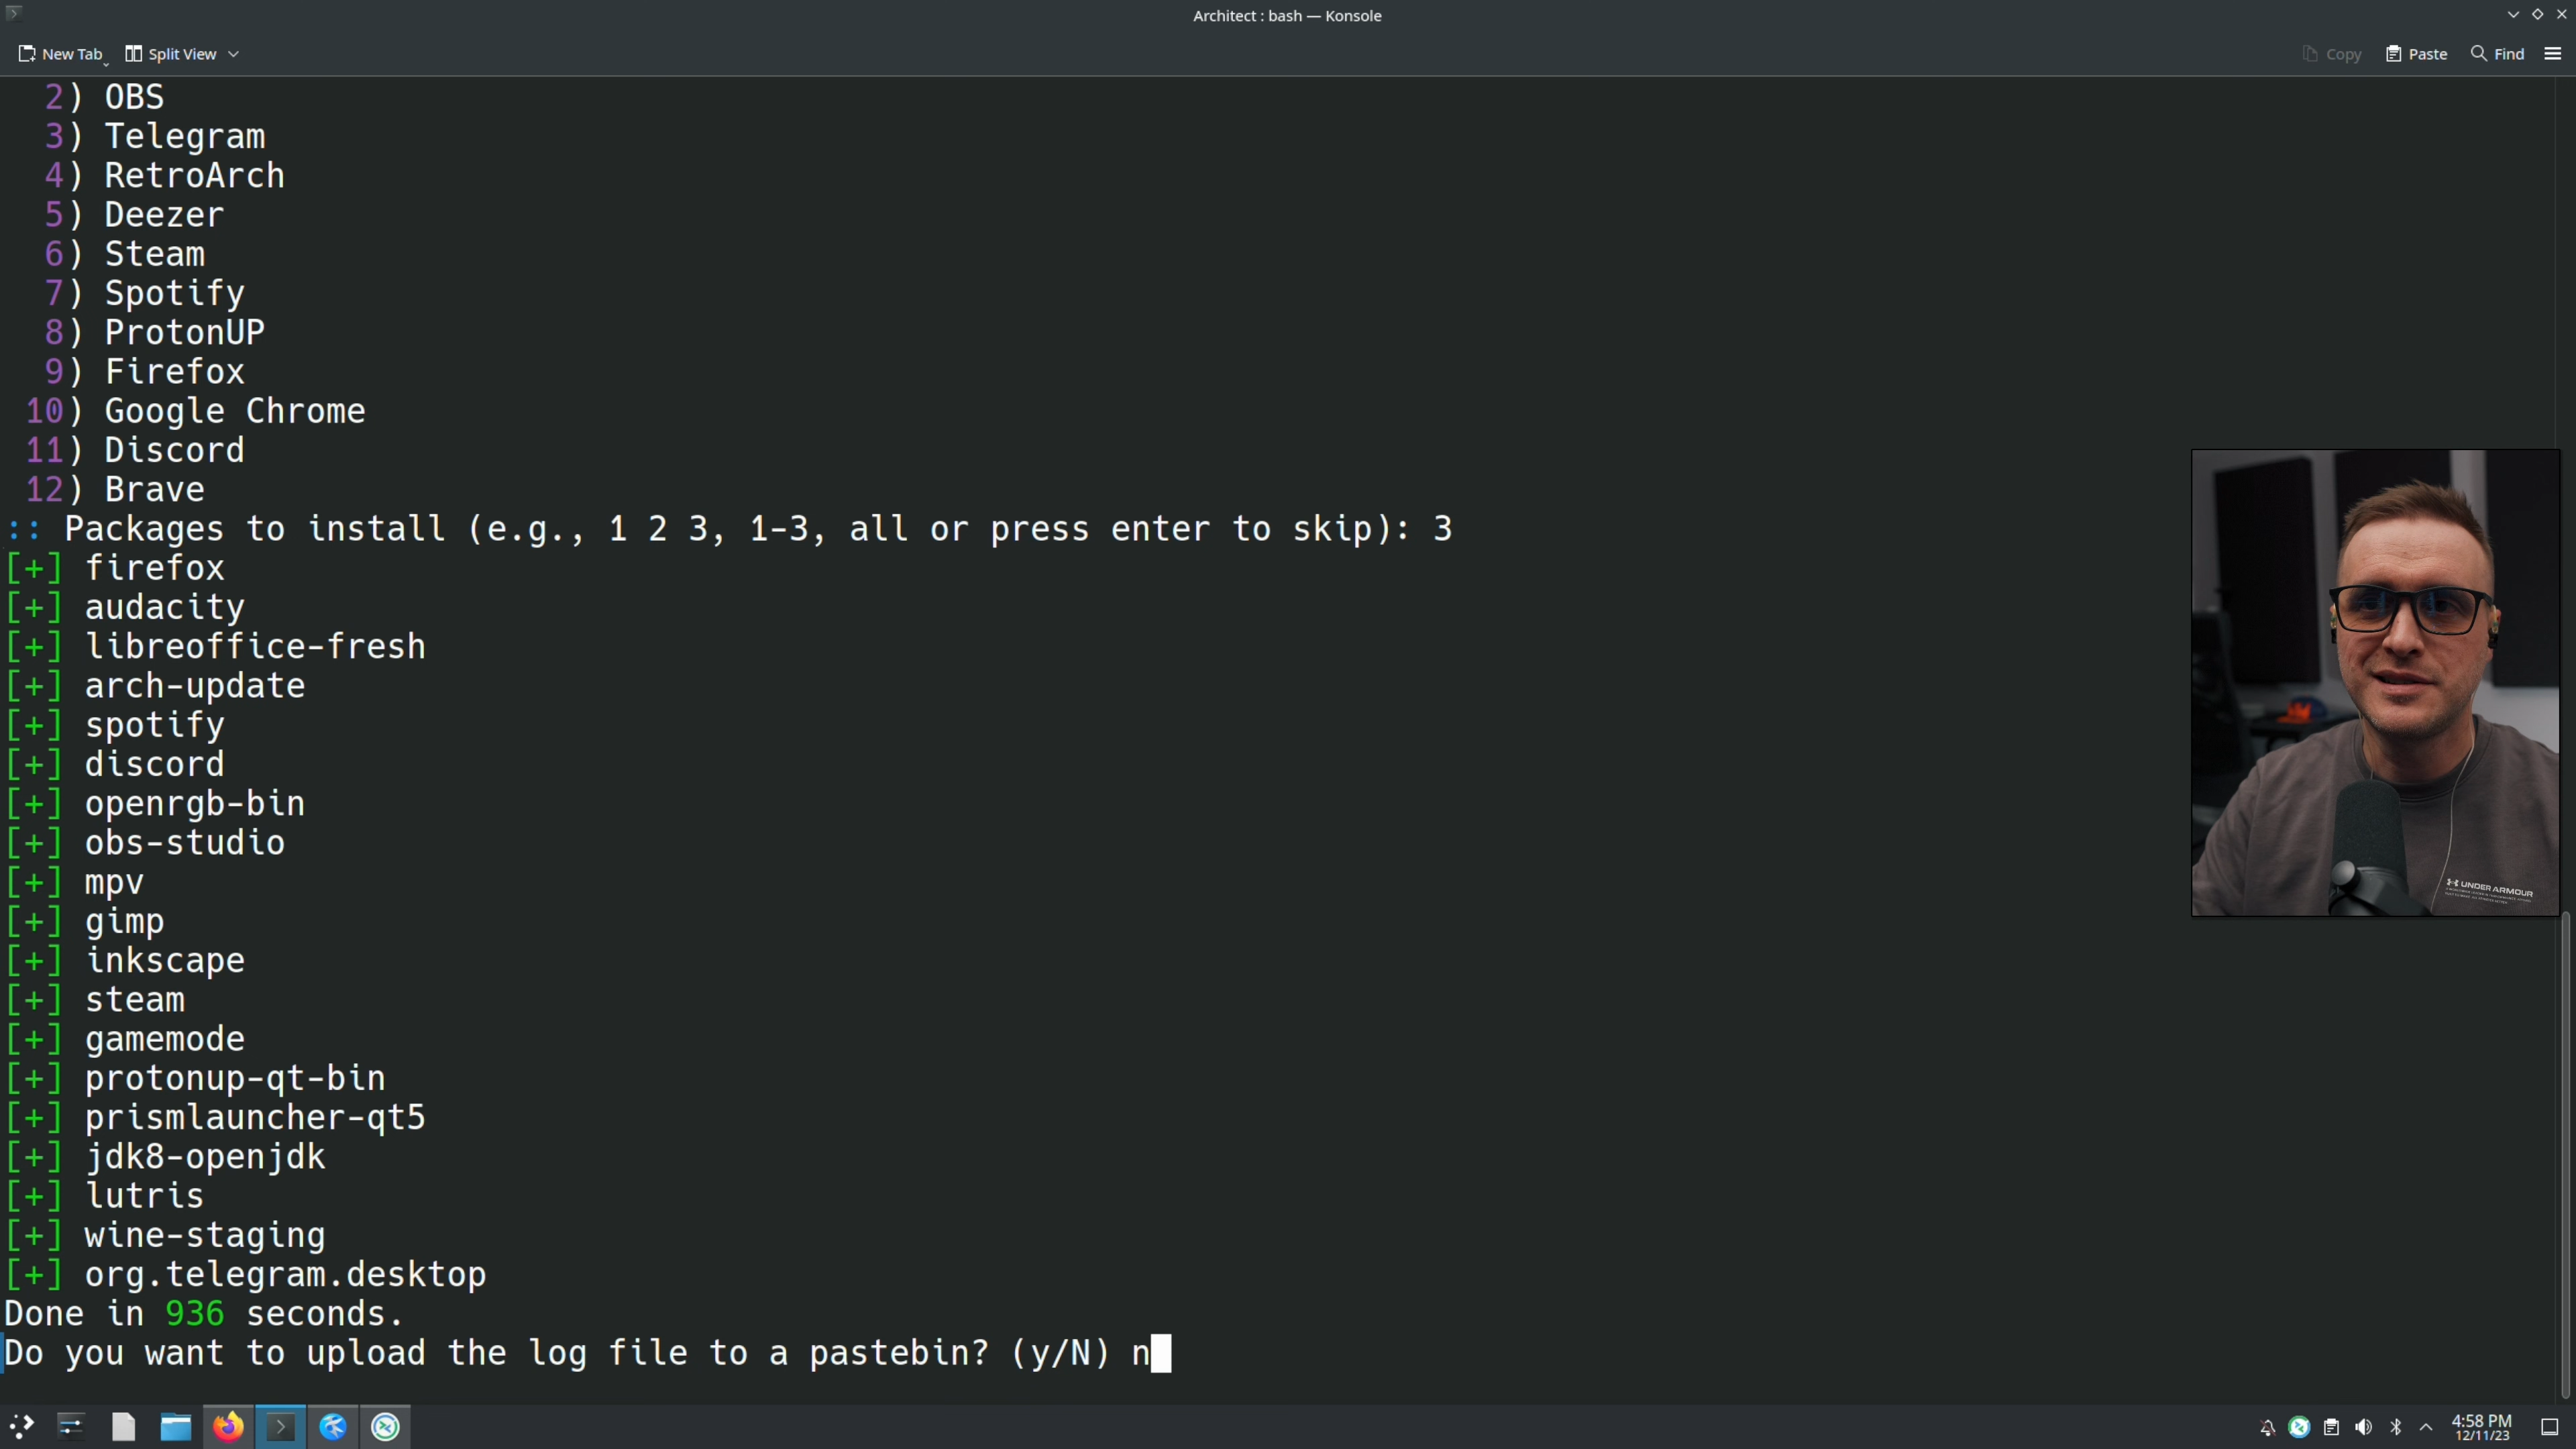 Architect : bash — Konsole
New Tab
Split View
Copy
Paste
Find
2) OBS
3) Telegram
4) RetroArch
5) Deezer
6) Steam
7) Spotify
8) ProtonUP
9) Firefox
10) Google Chrome
11) Discord
12) Brave
:: Packages to install (e.g., 1 2 3, 1-3, all or press enter to skip): 3
[+] firefox
[+] audacity
[+] libreoffice-fresh
[+] arch-update
[+] spotify
[+] discord
[+] openrgb-bin
[+] obs-studio
[+] mpv
[+] gimp
[+] inkscape
[+] steam
[+] gamemode
[+] protonup-qt-bin
[+] prismlauncher-qt5
[+] jdk8-openjdk
[+] lutris
[+] wine-staging
[+] org.telegram.desktop
Done in 936 seconds.
Do you want to upload the log file to a pastebin? (y/N) n
UNDER ARMOUR
4:58 PM
12/11/23